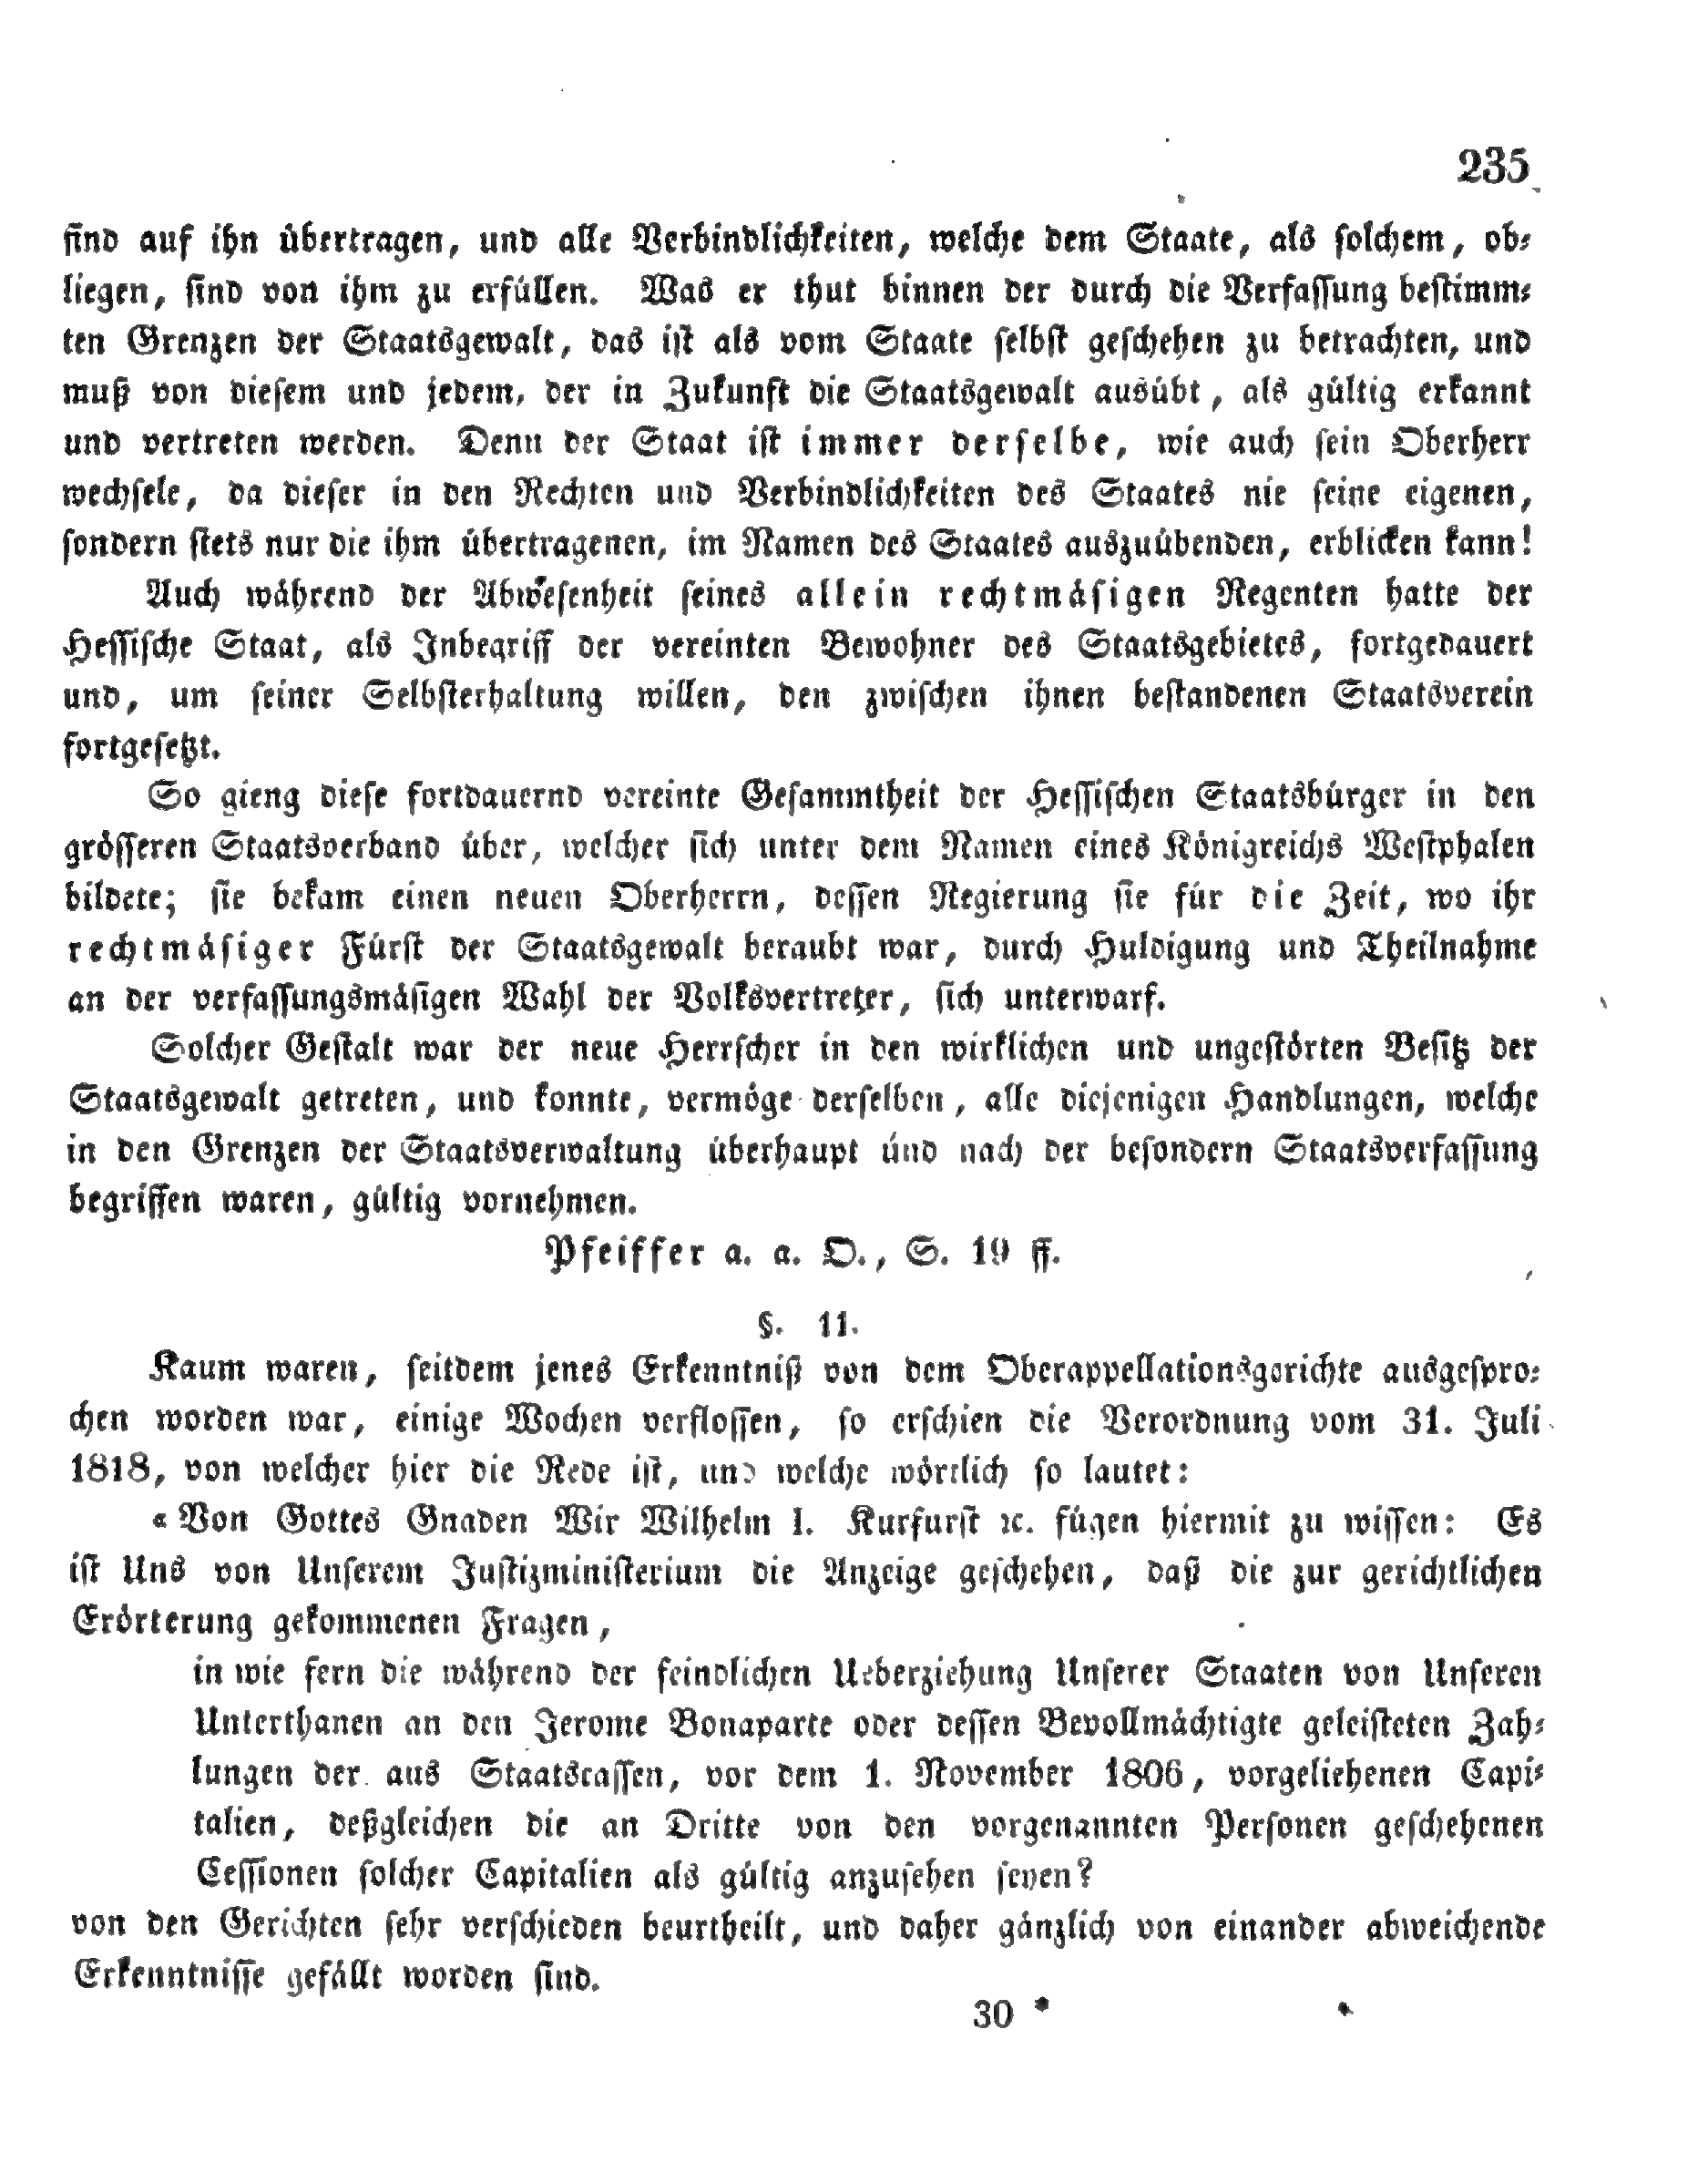 235
sind auf ihn übertragen, und alle Verbindlichkeiten, welche dem Staate, als solchem, ob-
liegen, sind von ihm zu erfüllen. Was er thut binnen der durch die Verfassung bestimm-
ten Grenzen der Staatsgewalt, das ist als vom Staate selbst geschehen zu betrachten, und
muß von diesem und jedem, der in Zukunft die Staatsgewalt ausübt, als gültig erkannt
und vertreten werden. Denn der Staat ist immer derselbe, wie auch sein Oberherr
wechsele, da dieser in den Rechten und Verbindlichkeiten des Staates nie seine eigenen,
sondern stets nur die ihm übertragenen, im Namen des Staates auszuübenden, erblicken kann!
Auch während der Abwesenheit seines allein rechtmäsigen Regenten hatte der
Hessische Staat, als Inbegriff der vereinten Bewohner des Staatsgebietes, fortgedauert
und, um seiner Selbsterhaltung willen, den zwischen ihnen bestandenen Staatsverein
fortgesetzt.
So gieng diese fortdauernd vereinte Gesammtheit der Hessischen Staatsbürger in den
grösseren Staatsverband über, welcher sich unter dem Namen eines Königreichs Westphalen
bildete; sie bekam einen neuen Oberherrn, dessen Regierung sie für die Zeit, wo ihr
rechtmäsiger Fürst der Staatsgewalt beraubt war, durch Huldigung und Theilnahme
an der verfassungsmäsigen Wahl der Volksvertreter, sich unterwarf.
Solcher Gestalt war der neue Herrscher in den wirklichen und ungestörten Besitz der
Staatsgewalt getreten, und konnte, vermöge derselben, alle diejenigen Handlungen, welche
in den Grenzen der Staatsverwaltung überhaupt und nach der besondern Staatsverfassung
begriffen waren, gültig vornehmen.
Pfeiffer a. a. O., S. 19 ff.
§. 11.
Kaum waren, seitdem jenes Erkenntniß von dem Oberappellationsgerichte ausgespro-
chen worden war, einige Wochen verflossen, so erschien die Verordnung vom 31. Juli
1818, von welcher hier die Rede ist, und welche wörtlich so lautet:
« Von Gottes Gnaden Wir Wilhelm I. Kurfürst ꝛc. fügen hiermit zu wissen: Es
ist Uns von Unserem Justizministerium die Anzeige geschehen, daß die zur gerichtlichen
Erörterung gekommenen Fragen,
in wie fern die während der feindlichen Ueberziehung Unserer Staaten von Unseren
Unterthanen an den Jerome Bonaparte oder dessen Bevollmächtigte geleisteten Zah-
lungen der aus Staatscassen, vor dem 1. November 1806, vorgeliehenen Capi-
talien, deßgleichen die an Dritte von den vorgenannten Personen geschehenen
Cessionen solcher Capitalien als gültig anzusehen seyen?
von den Gerichten sehr verschieden beurtheilt, und daher gänzlich von einander abweichende
Erkenntnisse gefällt worden sind.
30 *